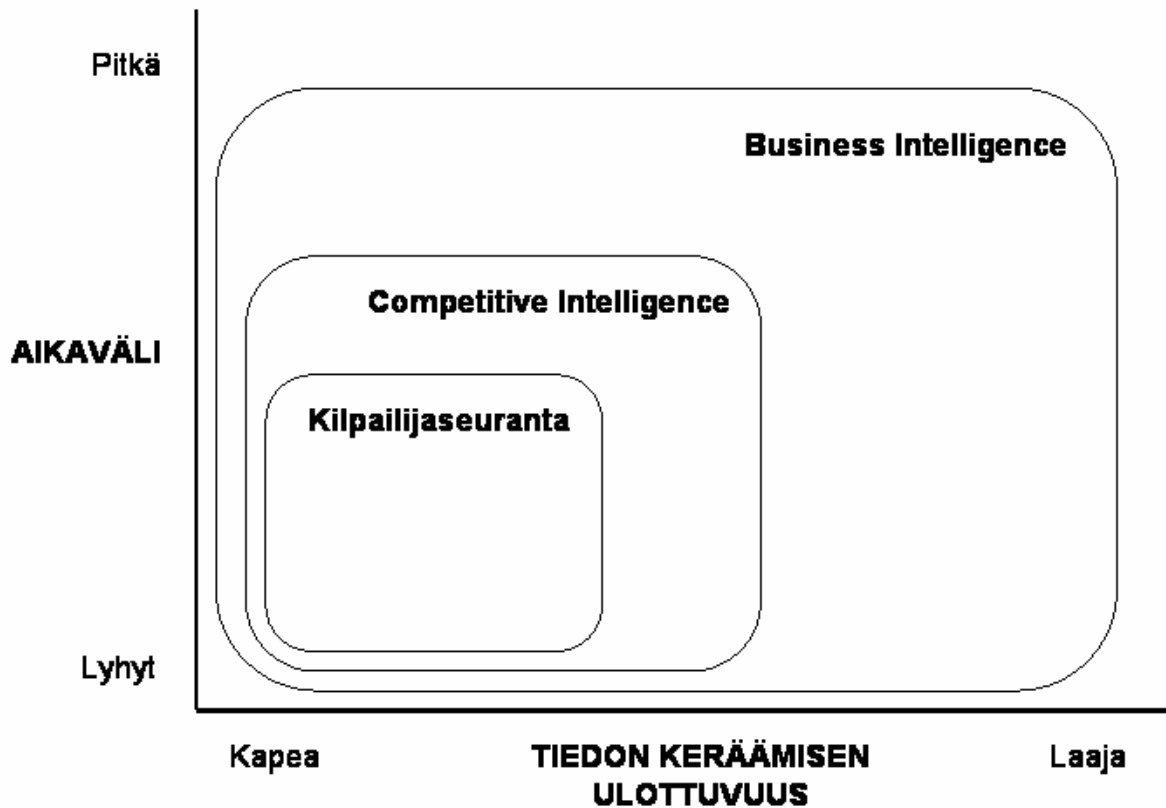 Pitkä
Business Intelligence
Competitive Intelligence
AIKAVÄLI
Kilpailijaseuranta
Lyhyt
Kapea
TIEDON KERÄÄMISEN
ULOTTUVUUS
Laaja